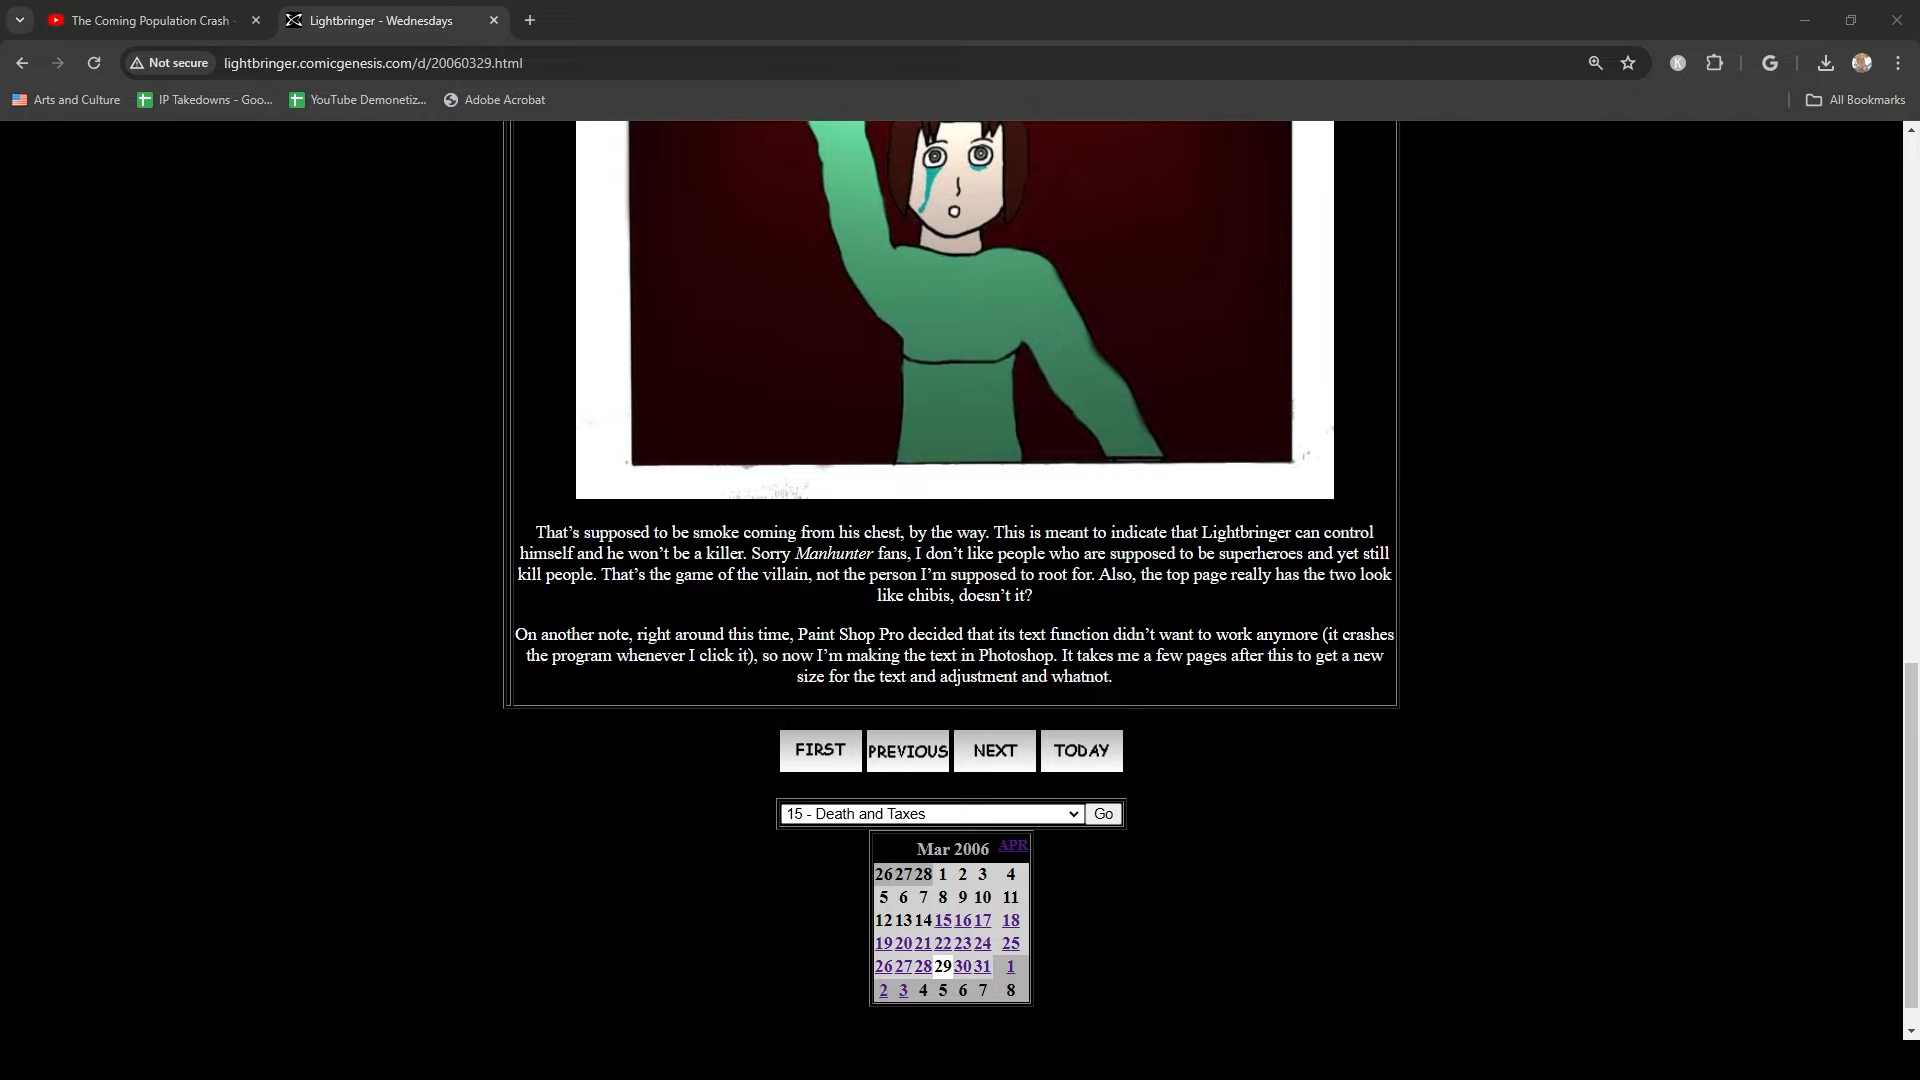 The Coming Population Crash -
Lightbringer - Wednesdays
Not secure
lightbringer.comicgenesis.com/d/20060329.html
K
G
Arts and Culture
IP Takedowns - Goo...
YouTube Demonetiz...
Adobe Acrobat
All Bookmarks
That’s supposed to be smoke coming from his chest, by the way. This is meant to indicate that Lightbringer can control
himself and he won’t be a killer. Sorry Manhunter fans, I don’t like people who are supposed to be superheroes and yet still
kill people. That’s the game of the villain, not the person I’m supposed to root for. Also, the top page really has the two look
like chibis, doesn’t it?
On another note, right around this time, Paint Shop Pro decided that its text function didn’t want to work anymore (it crashes
the program whenever I click it), so now I’m making the text in Photoshop. It takes me a few pages after this to get a new
size for the text and adjustment and whatnot.
FIRST PREVIOUS NEXT TODAY
15 - Death and Taxes Go
Mar 2006 APR
26 27 28 1 2 3 4
5 6 7 8 9 10 11
12 13 14 15 16 17 18
19 20 21 22 23 24 25
26 27 28 29 30 31 1
2 3 4 5 6 7 8